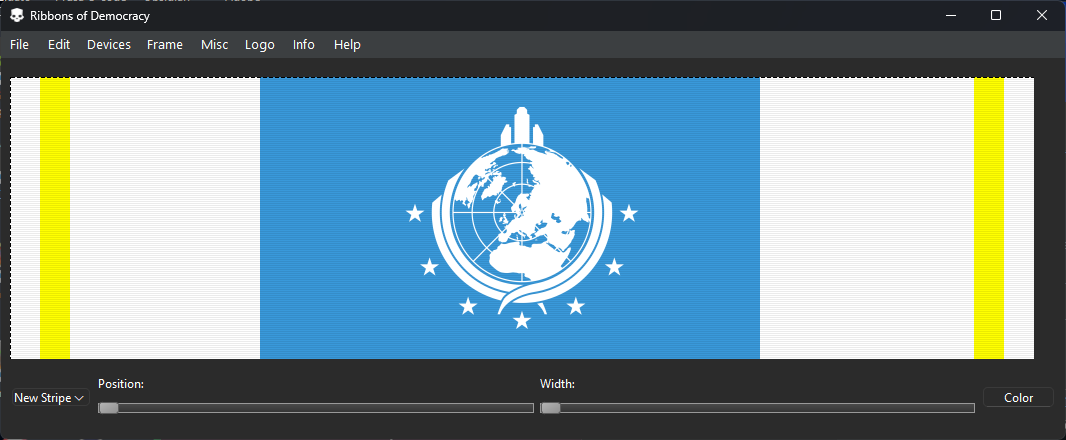 Ribbons of Democracy
File Edit Devices Frame Misc Logo Info Help
Position:
Width:
New Stripe
Color